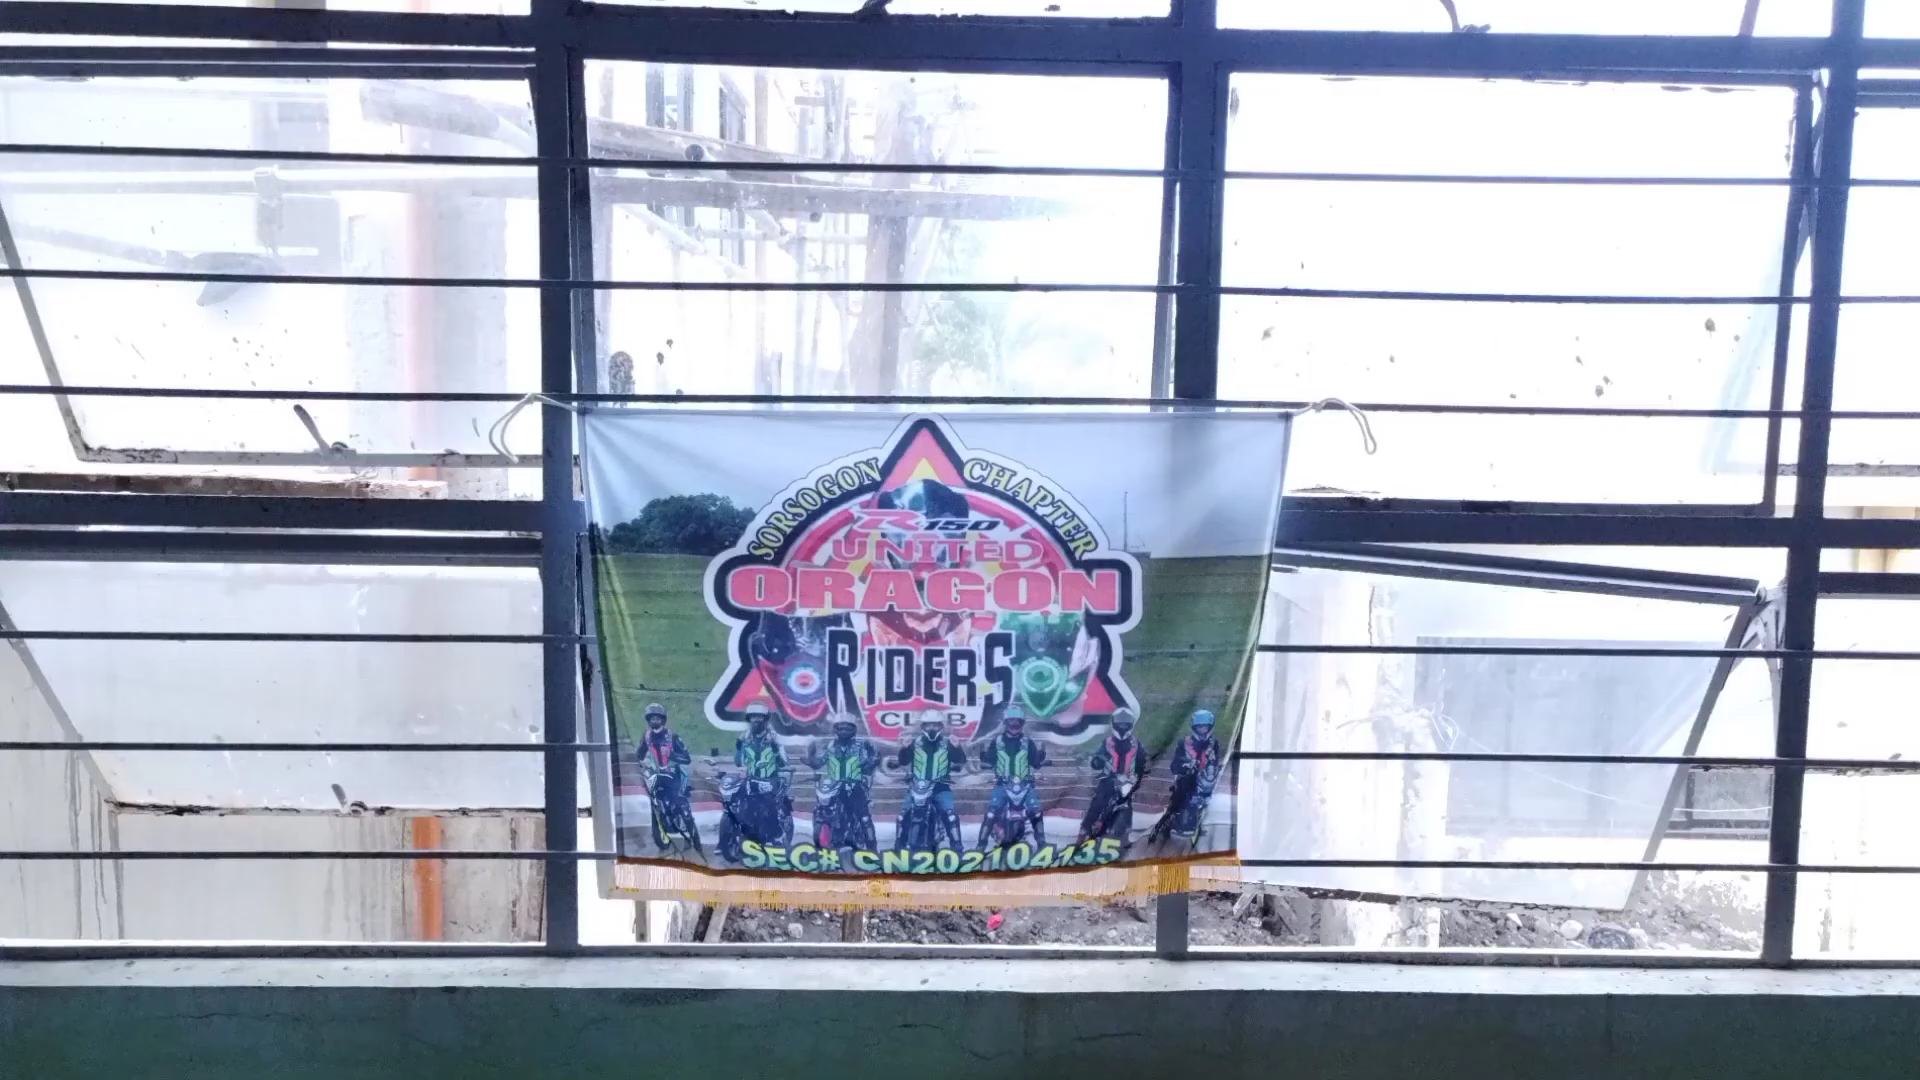 SORSOGON CHAPTER
R150
UNITED
ORAGON
RIDERS
CLUB
SEC# CN202104135